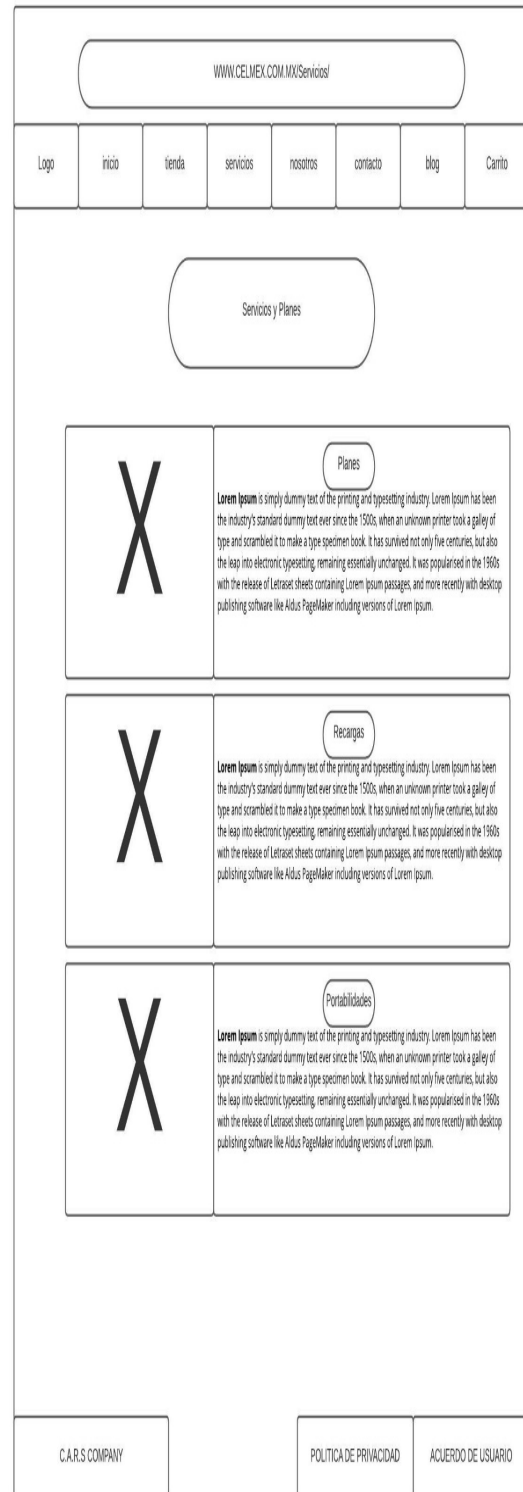 WWW.CELMEX.COM.MX/Servicios/
Logo inicio tienda servicios nosotros contacto blog Carrito
Servicios y Planes
X
Planes
Lorem Ipsum is simply dummy text of the printing and typesetting industry. Lorem Ipsum has been
the industry's standard dummy text ever since the 1500s, when an unknown printer took a galley of
type and scrambled it to make a type specimen book. It has survived not only five centuries, but also
the leap into electronic typesetting, remaining essentially unchanged. It was popularised in the 1960s
with the release of Letraset sheets containing Lorem Ipsum passages, and more recently with desktop
publishing software like Aldus PageMaker including versions of Lorem Ipsum.
X
Recargas
Lorem Ipsum is simply dummy text of the printing and typesetting industry. Lorem Ipsum has been
the industry's standard dummy text ever since the 1500s, when an unknown printer took a galley of
type and scrambled it to make a type specimen book. It has survived not only five centuries, but also
the leap into electronic typesetting, remaining essentially unchanged. It was popularised in the 1960s
with the release of Letraset sheets containing Lorem Ipsum passages, and more recently with desktop
publishing software like Aldus PageMaker including versions of Lorem Ipsum.
X
Portabilidades
Lorem Ipsum is simply dummy text of the printing and typesetting industry. Lorem Ipsum has been
the industry's standard dummy text ever since the 1500s, when an unknown printer took a galley of
type and scrambled it to make a type specimen book. It has survived not only five centuries, but also
the leap into electronic typesetting, remaining essentially unchanged. It was popularised in the 1960s
with the release of Letraset sheets containing Lorem Ipsum passages, and more recently with desktop
publishing software like Aldus PageMaker including versions of Lorem Ipsum.
C.A.R.S COMPANY POLITICA DE PRIVACIDAD ACUERDO DE USUARIO